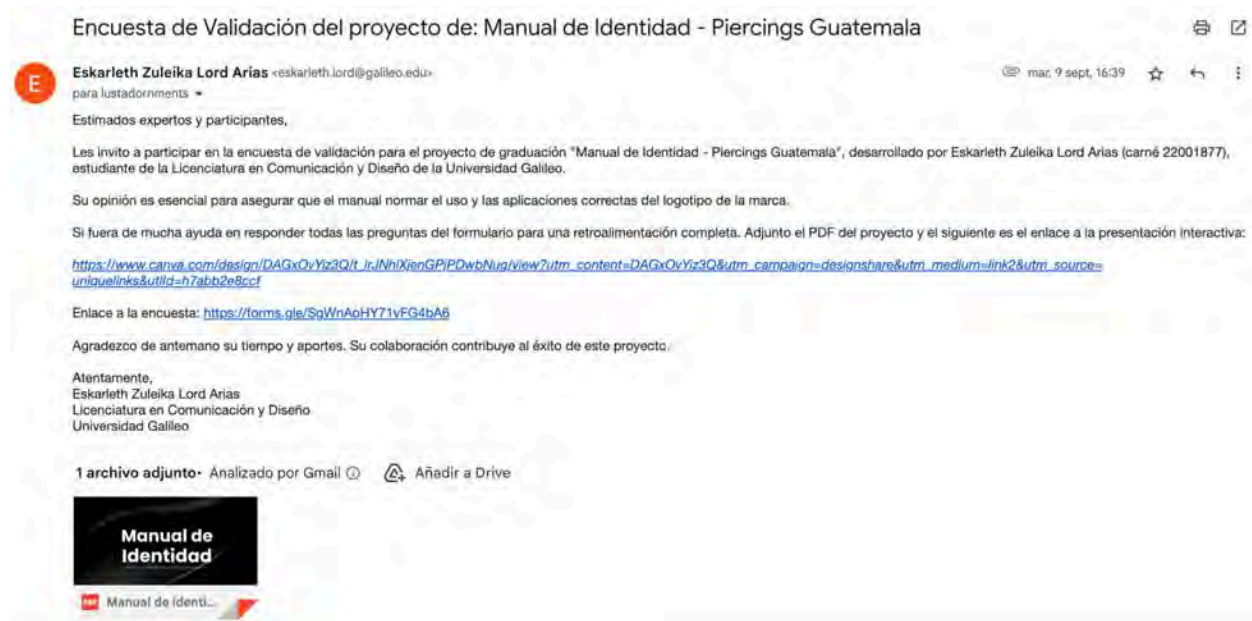 Encuesta de Validación del proyecto de: Manual de Identidad - Piercings Guatemala
E
Eskarleth Zuleika Lord Arias <eskarleth.lord@galileo.edu>
mar, 9 sept, 16:39
para lustadornments
Estimados expertos y participantes,
Les invito a participar en la encuesta de validación para el proyecto de graduación "Manual de Identidad - Piercings Guatemala", desarrollado por Eskarleth Zuleika Lord Arias (carné 22001877),
estudiante de la Licenciatura en Comunicación y Diseño de la Universidad Galileo.
Su opinión es esencial para asegurar que el manual normar el uso y las aplicaciones correctas del logotipo de la marca.
Si fuera de mucha ayuda en responder todas las preguntas del formulario para una retroalimentación completa. Adjunto el PDF del proyecto y el siguiente es el enlace a la presentación interactiva:
https://www.canva.com/design/DAGxOvYiz3Q/t_IrJNhlXjenGPjPDwbNug/view?utm_content=DAGxOvYiz3Q&utm_campaign=designshare&utm_medium=link2&utm_source=
uniquelinks&utlId=h7abb2e8ccf
Enlace a la encuesta: https://forms.gle/SgWnAoHY71vFG4bA6
Agradezco de antemano su tiempo y aportes. Su colaboración contribuye al éxito de este proyecto.
Atentamente,
Eskarleth Zuleika Lord Arias
Licenciatura en Comunicación y Diseño
Universidad Galileo
1 archivo adjunto• Analizado por Gmail
Añadir a Drive
Manual de
Identidad
PDF Manual de Identi...